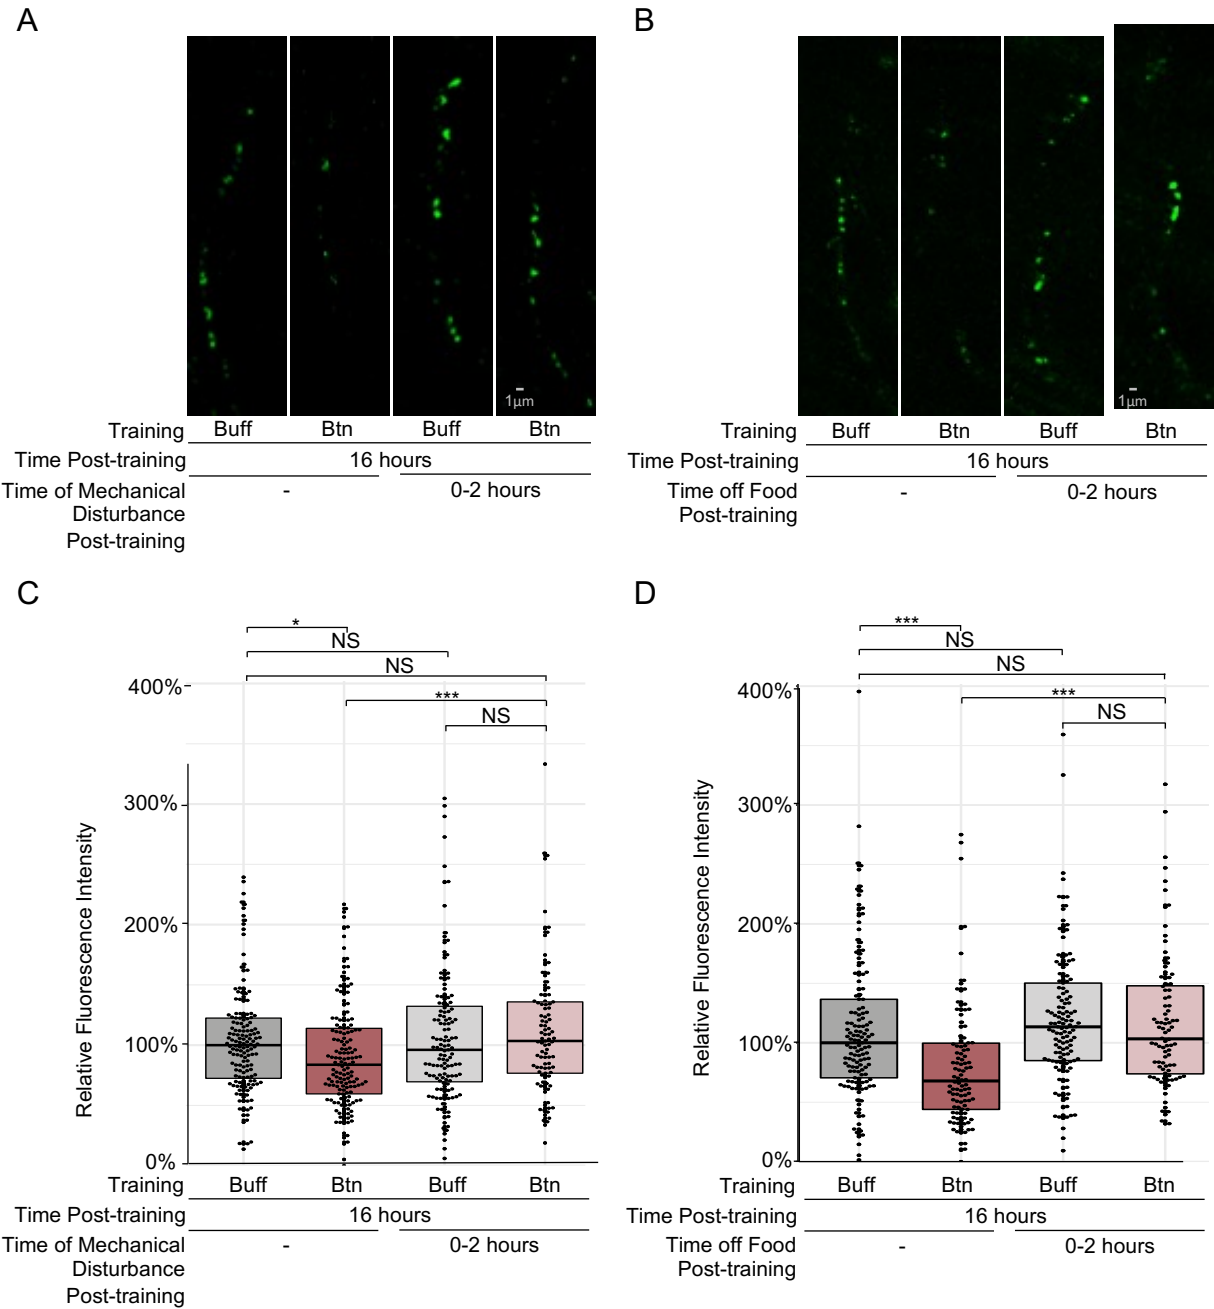 A
B
1µm
1µm
Training Buff Btn Buff Btn
Time Post-training 16 hours
Time of Mechanical - 0-2 hours
Disturbance
Post-training
Training Buff Btn Buff Btn
Time Post-training 16 hours
Time off Food - 0-2 hours
Post-training
C
*
NS
NS
***
NS
400%
300%
200%
100%
0%
Relative Fluorescence Intensity
Training Buff Btn Buff Btn
Time Post-training 16 hours
Time of Mechanical - 0-2 hours
Disturbance
Post-training
D
***
NS
NS
***
NS
400%
300%
200%
100%
0%
Relative Fluorescence Intensity
Training Buff Btn Buff Btn
Time Post-training 16 hours
Time off Food - 0-2 hours
Post-training